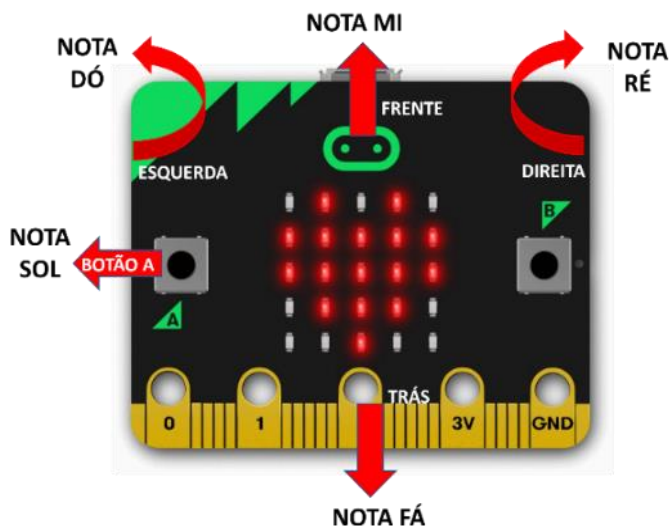 NOTA MI
NOTA
DÓ
NOTA
RÉ
FRENTE
ESQUERDA
DIREITA
B
NOTA
SOL
BOTÃO A
A
TRÁS
0
1
3V
GND
NOTA FÁ